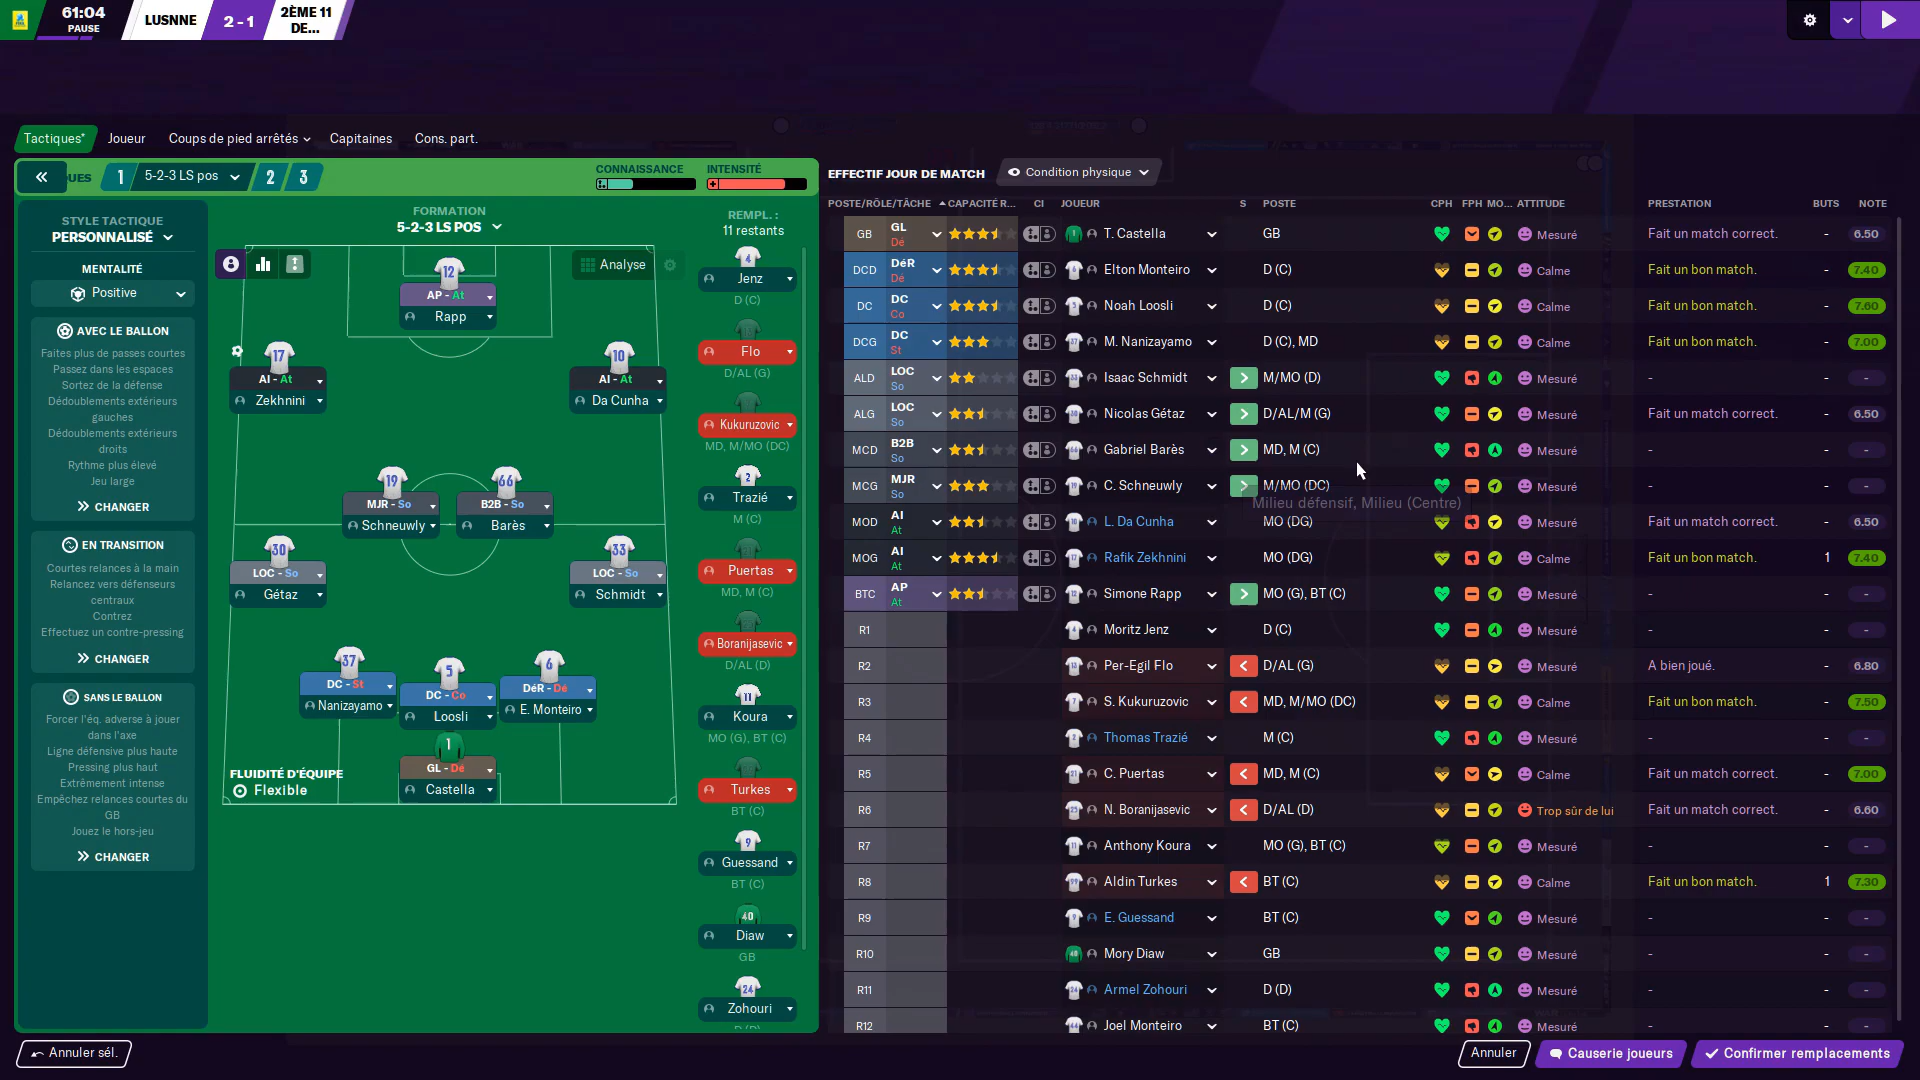 61:04
PAUSE
LUSNNE
2 - 1
2ÈME 11
DE...
Tactiques*
Joueur
Coups de pied arrêtés
Capitaines
Cons. part.
UES
1
5-2-3 LS pos
2
3
CONNAISSANCE
INTENSITÉ
STYLE TACTIQUE
PERSONNALISÉ
MENTALITÉ
Positive
AVEC LE BALLON
Faites plus de passes courtes
Passez dans les espaces
Sortez de la défense
Dédoublements extérieurs
gauches
Dédoublements extérieurs
droits
Rythme plus élevé
Jeu large
CHANGER
EN TRANSITION
Courtes relances à la main
Relancez vers défenseurs
centraux
Contrez
Effectuez un contre-pressing
CHANGER
SANS LE BALLON
Forcer l'éq. adverse à jouer
dans l'axe
Ligne défensive plus haute
Pressing plus haut
Extrêmement intense
Empêchez relances courtes du
GB
Jouez le hors-jeu
CHANGER
FORMATION
5-2-3 LS POS
Analyse
12
AP - At
Rapp
17
AI - At
Zekhnini
10
AI - At
Da Cunha
19
MJR - So
Schneuwly
66
B2B - So
Barès
30
LOC - So
Gétaz
33
LOC - So
Schmidt
37
DC - St
Nanizayamo
5
DC - Co
Loosli
6
DéR - Dé
E. Monteiro
1
GL - Dé
Castella
FLUIDITÉ D'ÉQUIPE
Flexible
REMPL. :
11 restants
4
Jenz
D (C)
Flo
D/AL (G)
Kukuruzovic
MD, M/MO (DC)
2
Trazié
M (C)
Puertas
MD, M (C)
Boranijasevic
D/AL (D)
11
Koura
MO (G), BT (C)
Turkes
BT (C)
9
Guessand
BT (C)
40
Diaw
GB
24
Zohouri
D (D)
EFFECTIF JOUR DE MATCH
Condition physique
POSTE/RÔLE/TÂCHE CAPACITÉ R... CI JOUEUR S POSTE CPH FPH MO... ATTITUDE PRESTATION BUTS NOTE
GB GL Dé T. Castella GB Mesuré Fait un match correct. - 6.50
DCD DéR Dé Elton Monteiro D (C) Calme Fait un bon match. - 7.40
DC DC Co Noah Loosli D (C) Calme Fait un bon match. - 7.60
DCG DC St M. Nanizayamo D (C), MD Calme Fait un bon match. - 7.00
ALD LOC So Isaac Schmidt M/MO (D) Mesuré - - -
ALG LOC So Nicolas Gétaz D/AL/M (G) Mesuré Fait un match correct. - 6.50
MCD B2B So Gabriel Barès MD, M (C) Mesuré - - -
MCG MJR So C. Schneuwly M/MO (DC) Mesuré - - -
Milieu défensif, Milieu (Centre)
MOD AI At L. Da Cunha MO (DG) Mesuré Fait un match correct. - 6.50
MOG AI At Rafik Zekhnini MO (DG) Calme Fait un bon match. 1 7.40
BTC AP At Simone Rapp MO (G), BT (C) Mesuré - - -
R1 Moritz Jenz D (C) Mesuré - - -
R2 Per-Egil Flo D/AL (G) Mesuré A bien joué. - 6.80
R3 S. Kukuruzovic MD, M/MO (DC) Calme Fait un bon match. - 7.50
R4 Thomas Trazié M (C) Mesuré - - -
R5 C. Puertas MD, M (C) Calme Fait un match correct. - 7.00
R6 N. Boranijasevic D/AL (D) Trop sûr de lui Fait un match correct. - 6.60
R7 Anthony Koura MO (G), BT (C) Mesuré - - -
R8 Aldin Turkes BT (C) Calme Fait un bon match. 1 7.30
R9 E. Guessand BT (C) Mesuré - - -
R10 Mory Diaw GB Mesuré - - -
R11 Armel Zohouri D (D) Mesuré - - -
R12 Joel Monteiro BT (C) Mesuré - - -
Annuler sél.
Annuler
Causerie joueurs
Confirmer remplacements